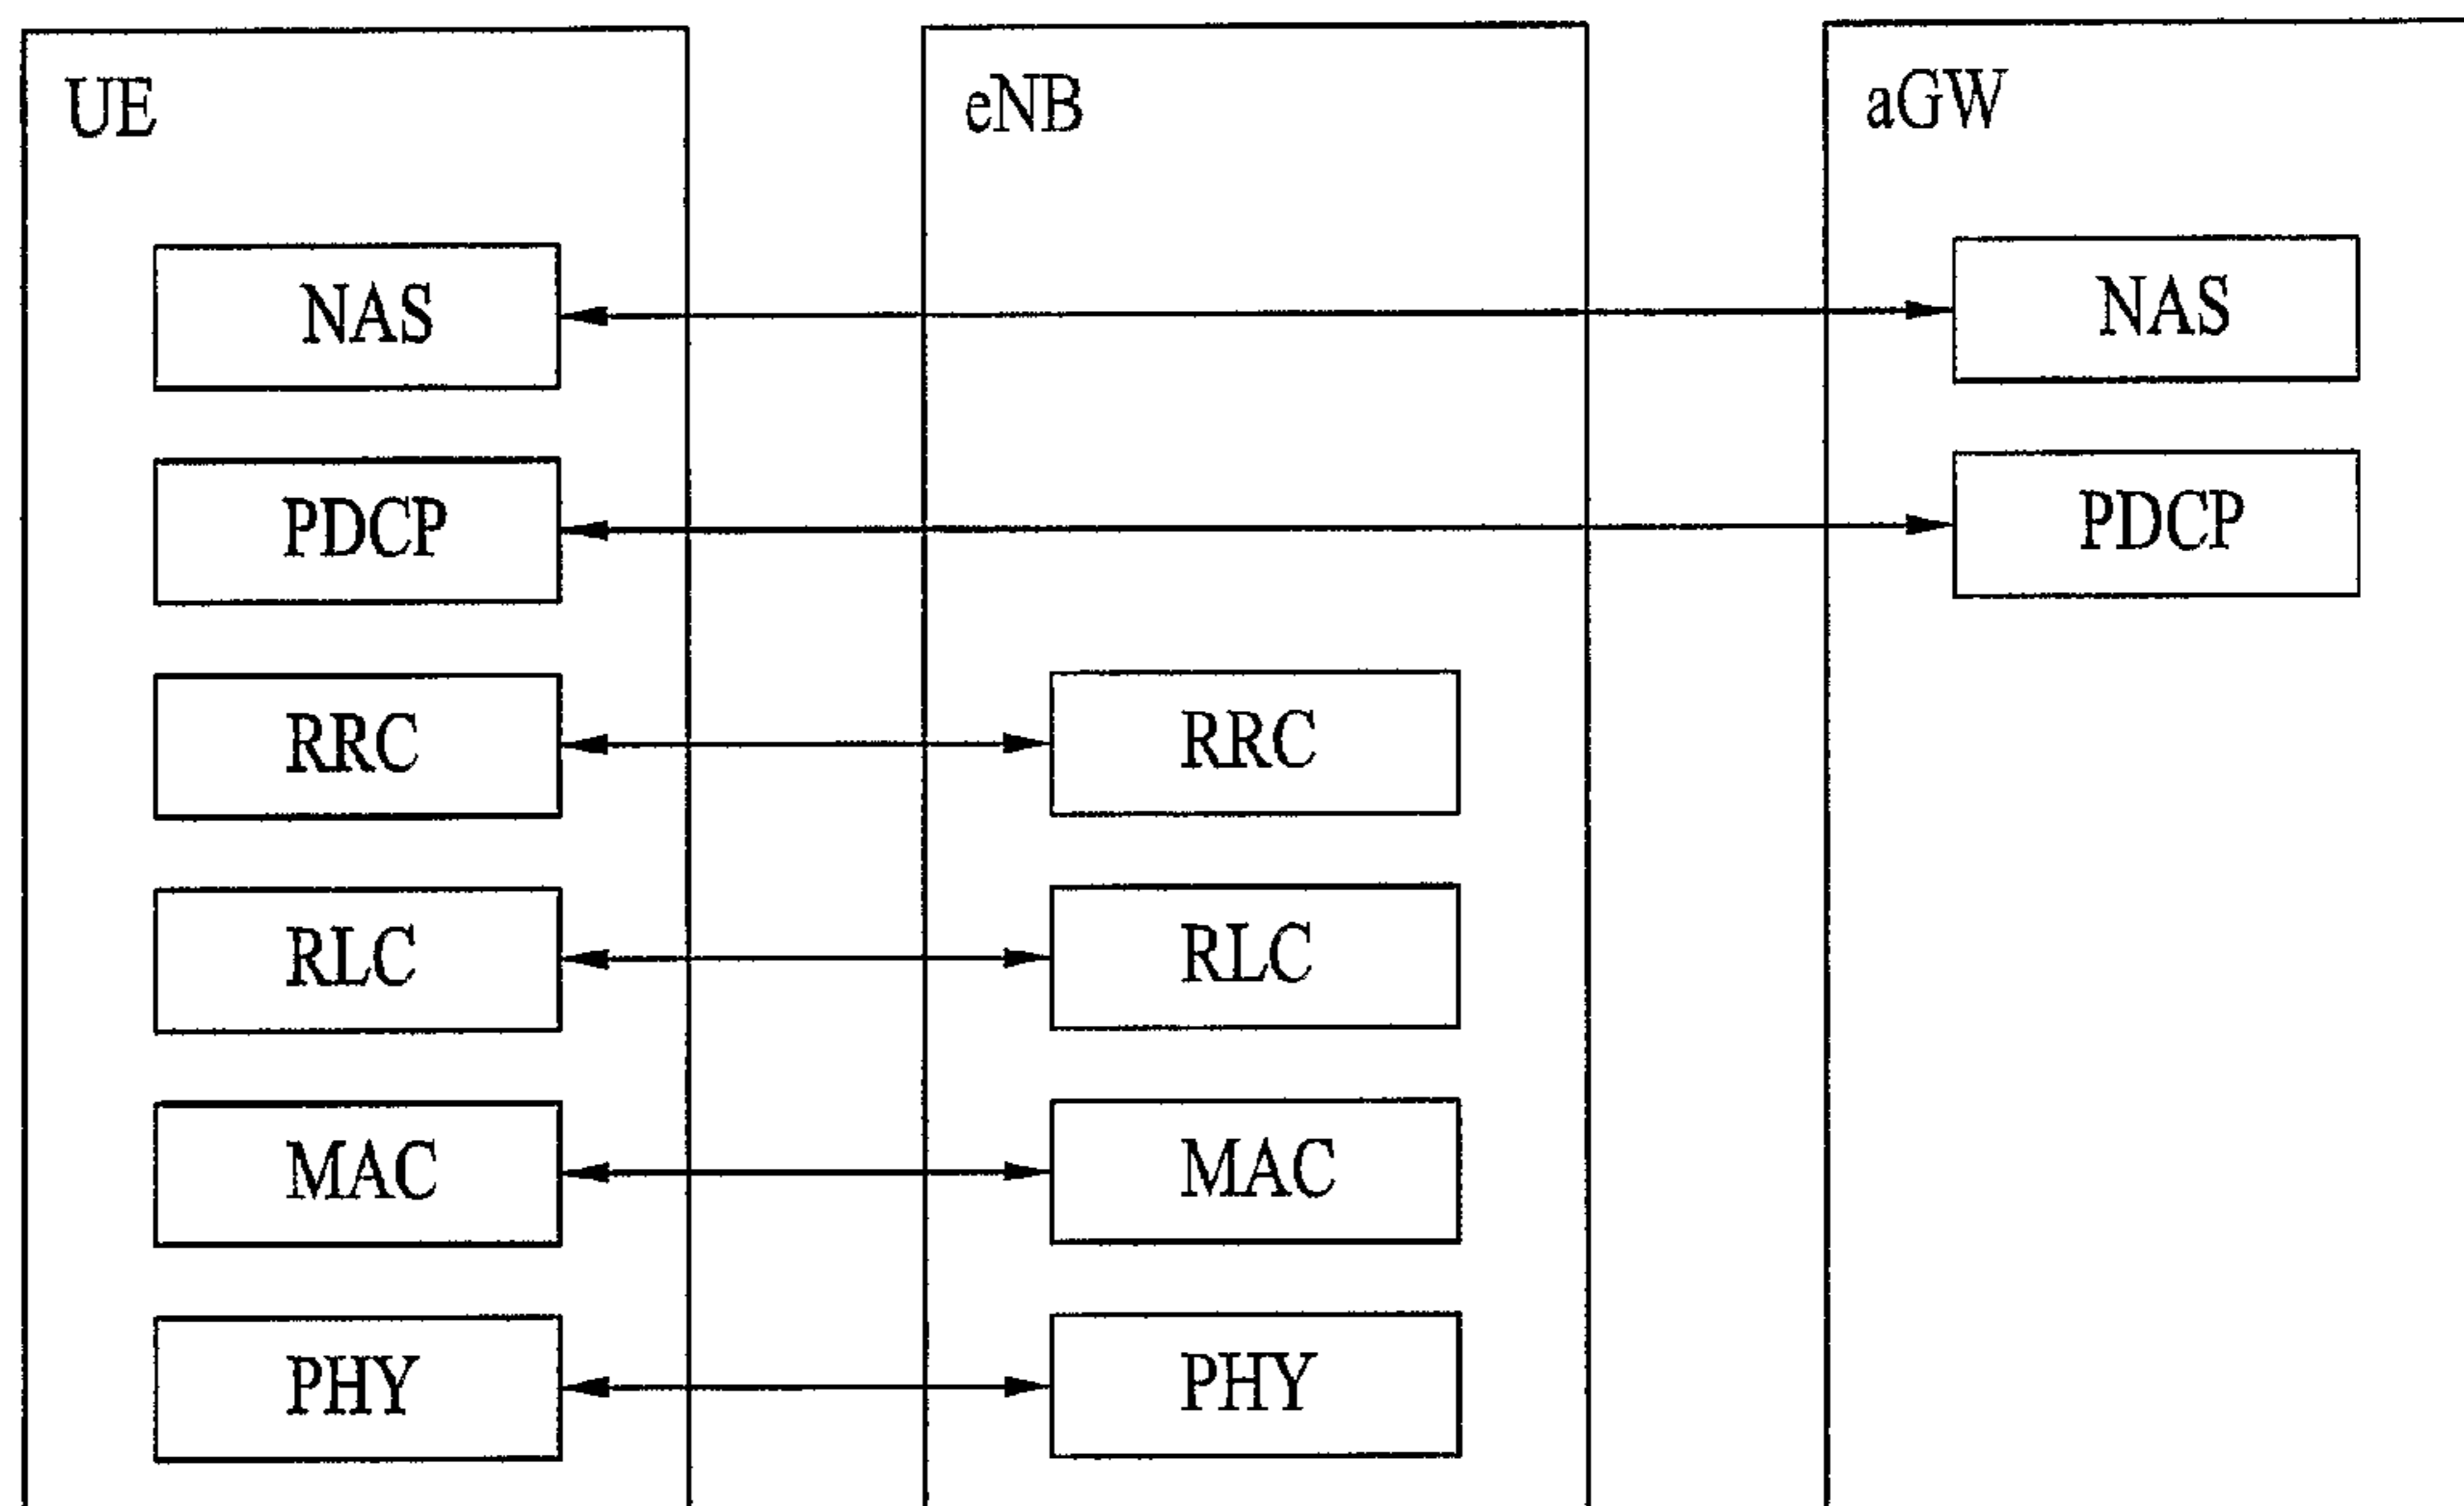 UE eNB aGW
NAS NAS
PDCP PDCP
RRC RRC
RLC RLC
MAC MAC
PHY PHY